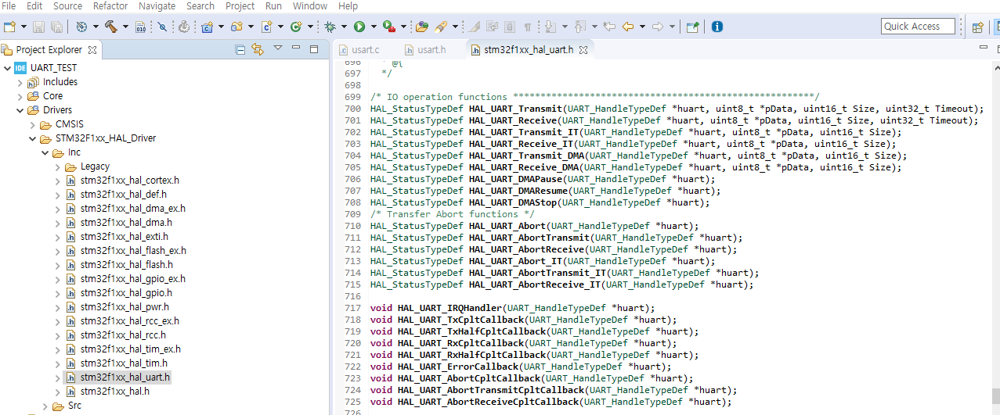 File Edit Source Refactor Navigate Search Project Run Window Help
Quick Access
Project Explorer
usart.c usart.h stm32f1xx_hal_uart.h
IDE UART_TEST
Includes
Core
Drivers
CMSIS
STM32F1xx_HAL_Driver
Inc
Legacy
stm32f1xx_hal_cortex.h
stm32f1xx_hal_def.h
stm32f1xx_hal_dma_ex.h
stm32f1xx_hal_dma.h
stm32f1xx_hal_exti.h
stm32f1xx_hal_flash_ex.h
stm32f1xx_hal_flash.h
stm32f1xx_hal_gpio_ex.h
stm32f1xx_hal_gpio.h
stm32f1xx_hal_pwr.h
stm32f1xx_hal_rcc_ex.h
stm32f1xx_hal_rcc.h
stm32f1xx_hal_tim_ex.h
stm32f1xx_hal_tim.h
stm32f1xx_hal_uart.h
stm32f1xx_hal.h
Src
696 * @{
697 */
698
699 /* IO operation functions *******************************************************/
700 HAL_StatusTypeDef HAL_UART_Transmit(UART_HandleTypeDef *huart, uint8_t *pData, uint16_t Size, uint32_t Timeout);
701 HAL_StatusTypeDef HAL_UART_Receive(UART_HandleTypeDef *huart, uint8_t *pData, uint16_t Size, uint32_t Timeout);
702 HAL_StatusTypeDef HAL_UART_Transmit_IT(UART_HandleTypeDef *huart, uint8_t *pData, uint16_t Size);
703 HAL_StatusTypeDef HAL_UART_Receive_IT(UART_HandleTypeDef *huart, uint8_t *pData, uint16_t Size);
704 HAL_StatusTypeDef HAL_UART_Transmit_DMA(UART_HandleTypeDef *huart, uint8_t *pData, uint16_t Size);
705 HAL_StatusTypeDef HAL_UART_Receive_DMA(UART_HandleTypeDef *huart, uint8_t *pData, uint16_t Size);
706 HAL_StatusTypeDef HAL_UART_DMAPause(UART_HandleTypeDef *huart);
707 HAL_StatusTypeDef HAL_UART_DMAResume(UART_HandleTypeDef *huart);
708 HAL_StatusTypeDef HAL_UART_DMAStop(UART_HandleTypeDef *huart);
709 /* Transfer Abort functions */
710 HAL_StatusTypeDef HAL_UART_Abort(UART_HandleTypeDef *huart);
711 HAL_StatusTypeDef HAL_UART_AbortTransmit(UART_HandleTypeDef *huart);
712 HAL_StatusTypeDef HAL_UART_AbortReceive(UART_HandleTypeDef *huart);
713 HAL_StatusTypeDef HAL_UART_Abort_IT(UART_HandleTypeDef *huart);
714 HAL_StatusTypeDef HAL_UART_AbortTransmit_IT(UART_HandleTypeDef *huart);
715 HAL_StatusTypeDef HAL_UART_AbortReceive_IT(UART_HandleTypeDef *huart);
716
717 void HAL_UART_IRQHandler(UART_HandleTypeDef *huart);
718 void HAL_UART_TxCpltCallback(UART_HandleTypeDef *huart);
719 void HAL_UART_TxHalfCpltCallback(UART_HandleTypeDef *huart);
720 void HAL_UART_RxCpltCallback(UART_HandleTypeDef *huart);
721 void HAL_UART_RxHalfCpltCallback(UART_HandleTypeDef *huart);
722 void HAL_UART_ErrorCallback(UART_HandleTypeDef *huart);
723 void HAL_UART_AbortCpltCallback(UART_HandleTypeDef *huart);
724 void HAL_UART_AbortTransmitCpltCallback(UART_HandleTypeDef *huart);
725 void HAL_UART_AbortReceiveCpltCallback(UART_HandleTypeDef *huart);
726